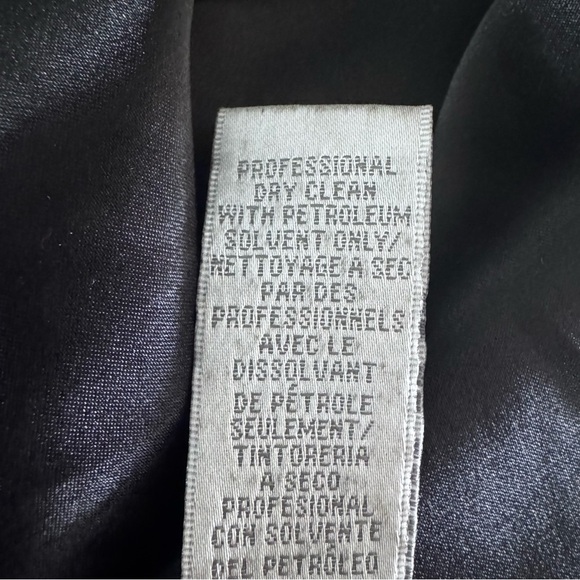 PROFESSIONAL
DRY CLEAN
WITH PETROLEUM
SOLVENT ONLY/
NETTOYAGE A SEC
PAR DES
PROFESSIONNELS
AVEC LE
DISSOLVANT
DE PÉTROLE
SEULEMENT/
TINTORERIA
A SECO
PROFESIONAL
CON SOLVENTE
DEL PETRÓLEO